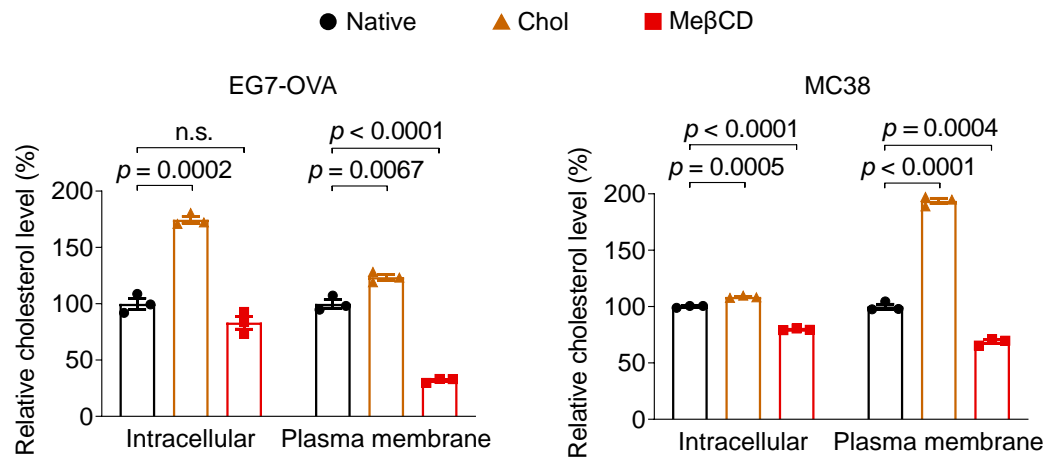 Native Chol MeβCD
EG7-OVA
Relative cholesterol level (%)
n.s.
p = 0.0002
p < 0.0001
p = 0.0067
200
150
100
50
0
Intracellular Plasma membrane
MC38
Relative cholesterol level (%)
p < 0.0001
p = 0.0005
p = 0.0004
p < 0.0001
200
150
100
50
0
Intracellular Plasma membrane